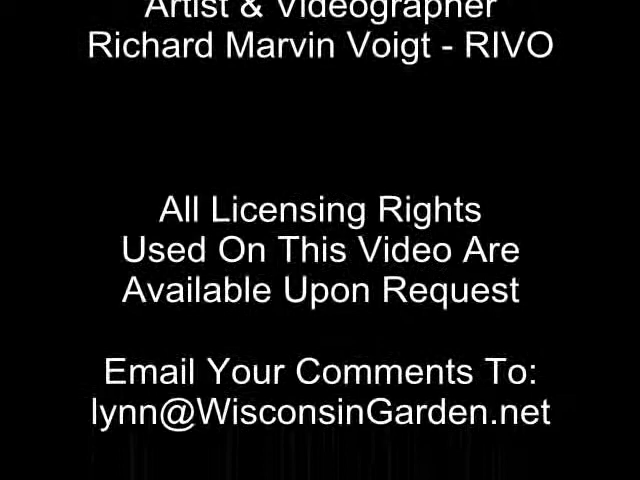 Artist & Videographer
Richard Marvin Voigt - RIVO
All Licensing Rights
Used On This Video Are
Available Upon Request
Email Your Comments To:
lynn@WisconsinGarden.net